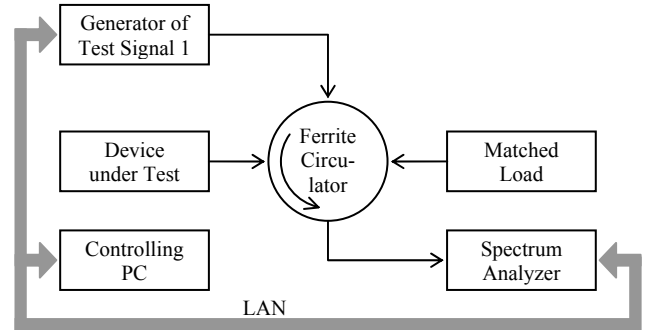 Generator of
Test Signal 1
Device
under Test
Ferrite
Circu-
lator
Matched
Load
Controlling
PC
Spectrum
Analyzer
LAN